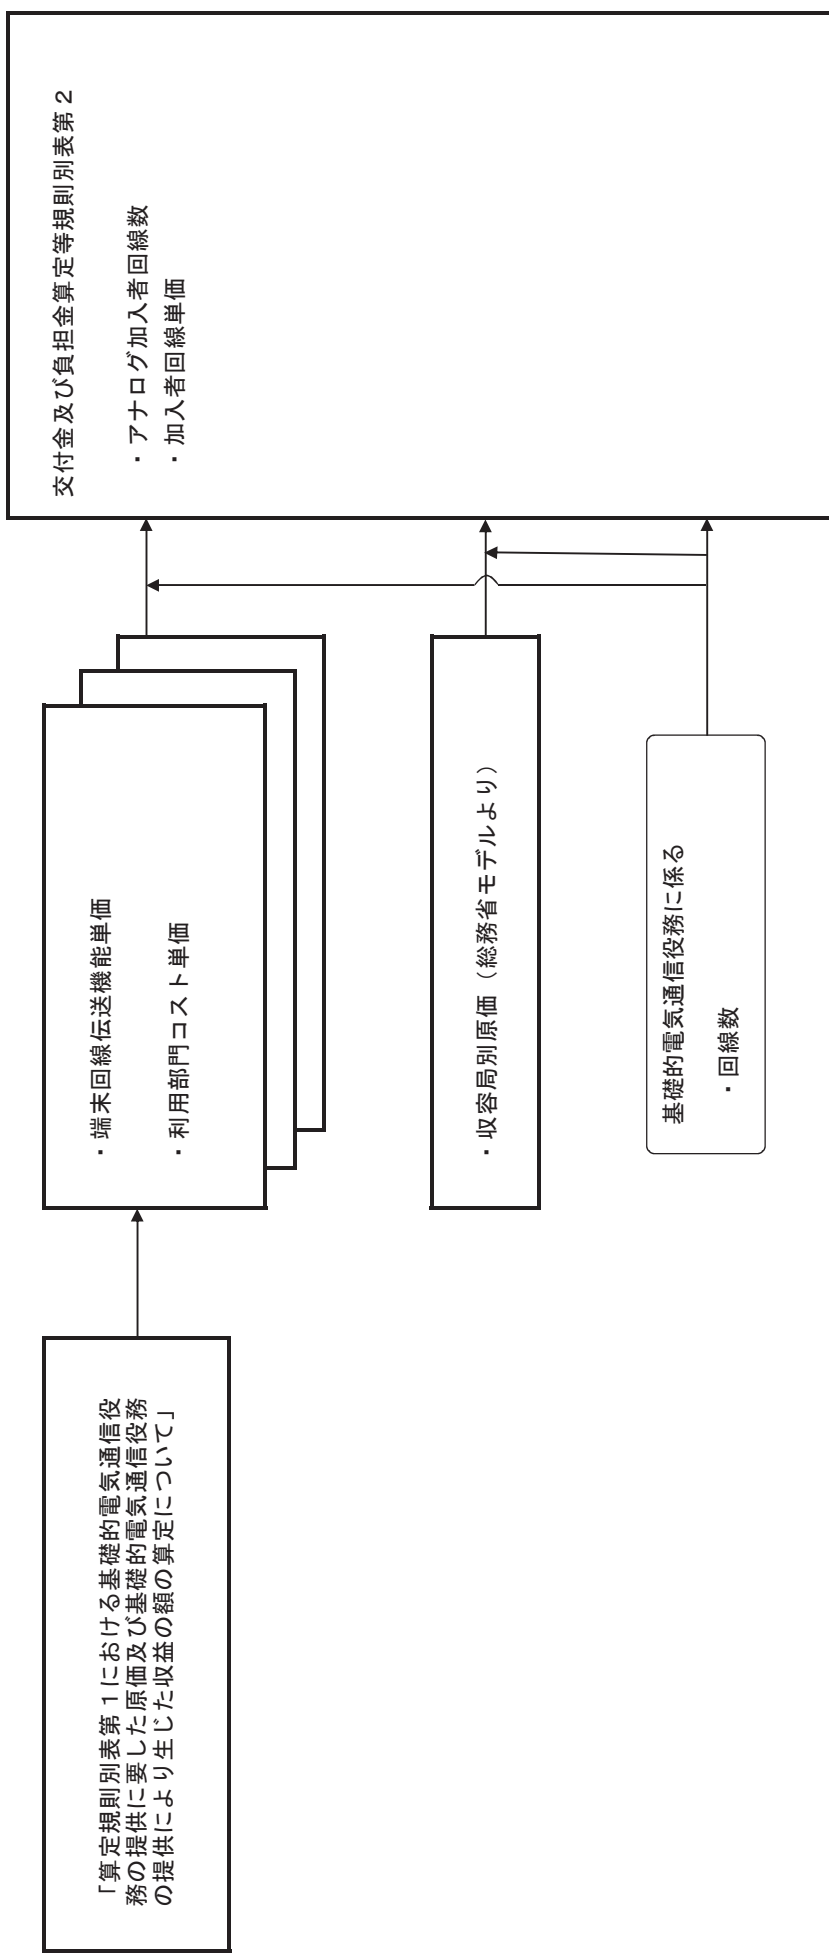 「算定規則別表第1における基礎的電気通信役
務の提供に要した原価及び基礎的電気通信役務
の提供により生じた収益の額の算定について」
・端末回線伝送機能単価
・利用部門コスト単価
・収容局別原価（総務省モデルより）
基礎的電気通信役務に係る
・回線数
交付金及び負担金算定等規則別表第2
・アナログ加入者回線数
・加入者回線単価